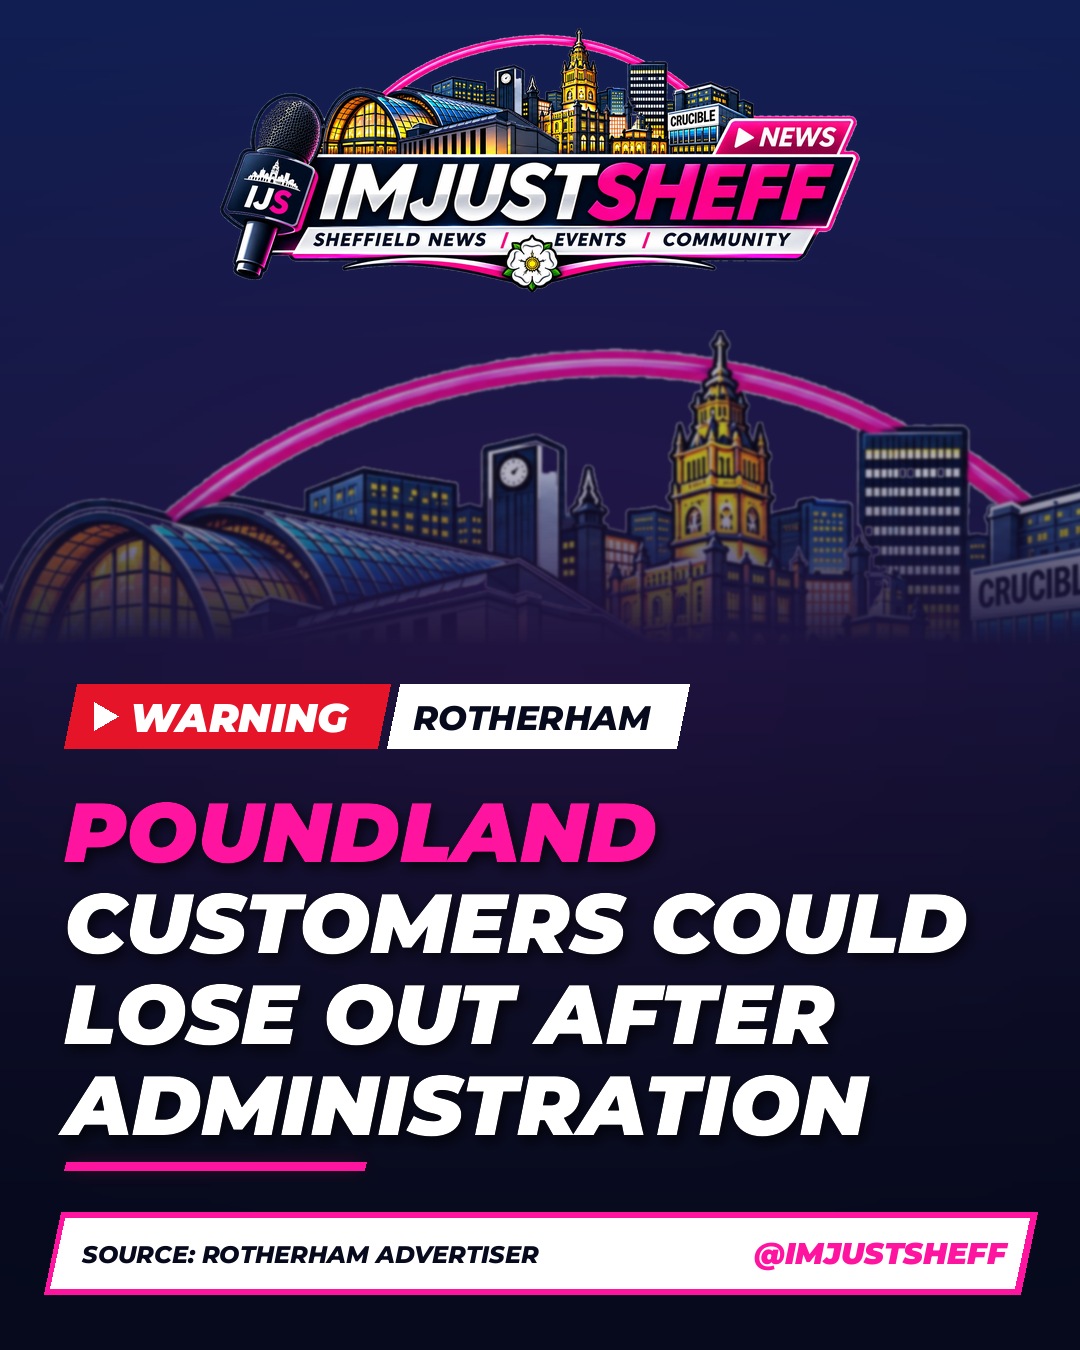 CRUCIBLE
NEWS
IJS
IMJUSTSHEFF
SHEFFIELD NEWS / EVENTS / COMMUNITY
CRUCIBL
WARNING
ROTHERHAM
POUNDLAND
CUSTOMERS COULD
LOSE OUT AFTER
ADMINISTRATION
SOURCE: ROTHERHAM ADVERTISER
@IMJUSTSHEFF